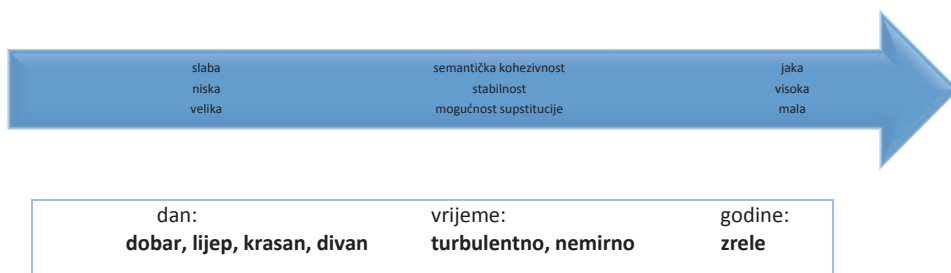 slaba semantička kohezivnost jaka
niska stabilnost visoka
velika mogućnost supstitucije mala
dan: vrijeme: godine:
dobar, lijep, krasan, divan turbulentno, nemirno zrele